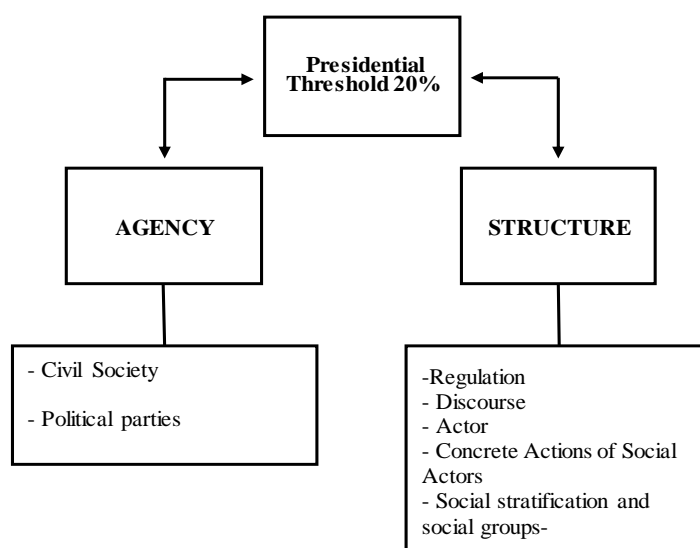 Presidential
Threshold 20%
AGENCY
STRUCTURE
- Civil Society
- Political parties
-Regulation
- Discourse
- Actor
- Concrete Actions of Social
Actors
- Social stratification and
social groups-